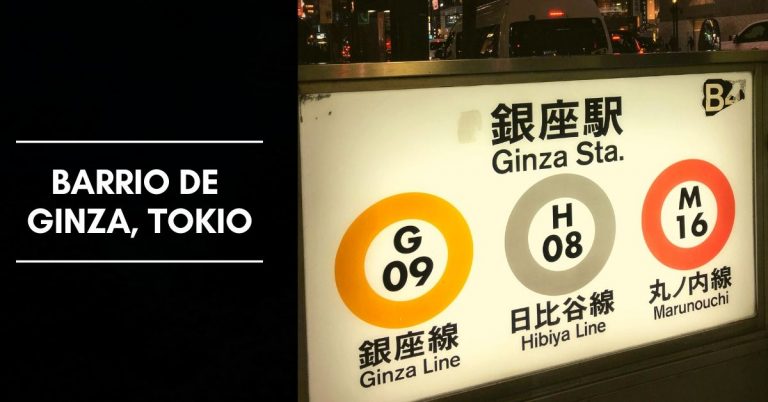 BARRIO DE
GINZA, TOKIO
B4
銀座駅
Ginza Sta.
G
09
H
08
M
16
銀座線
Ginza Line
日比谷線
Hibiya Line
丸ノ内線
Marunouchi